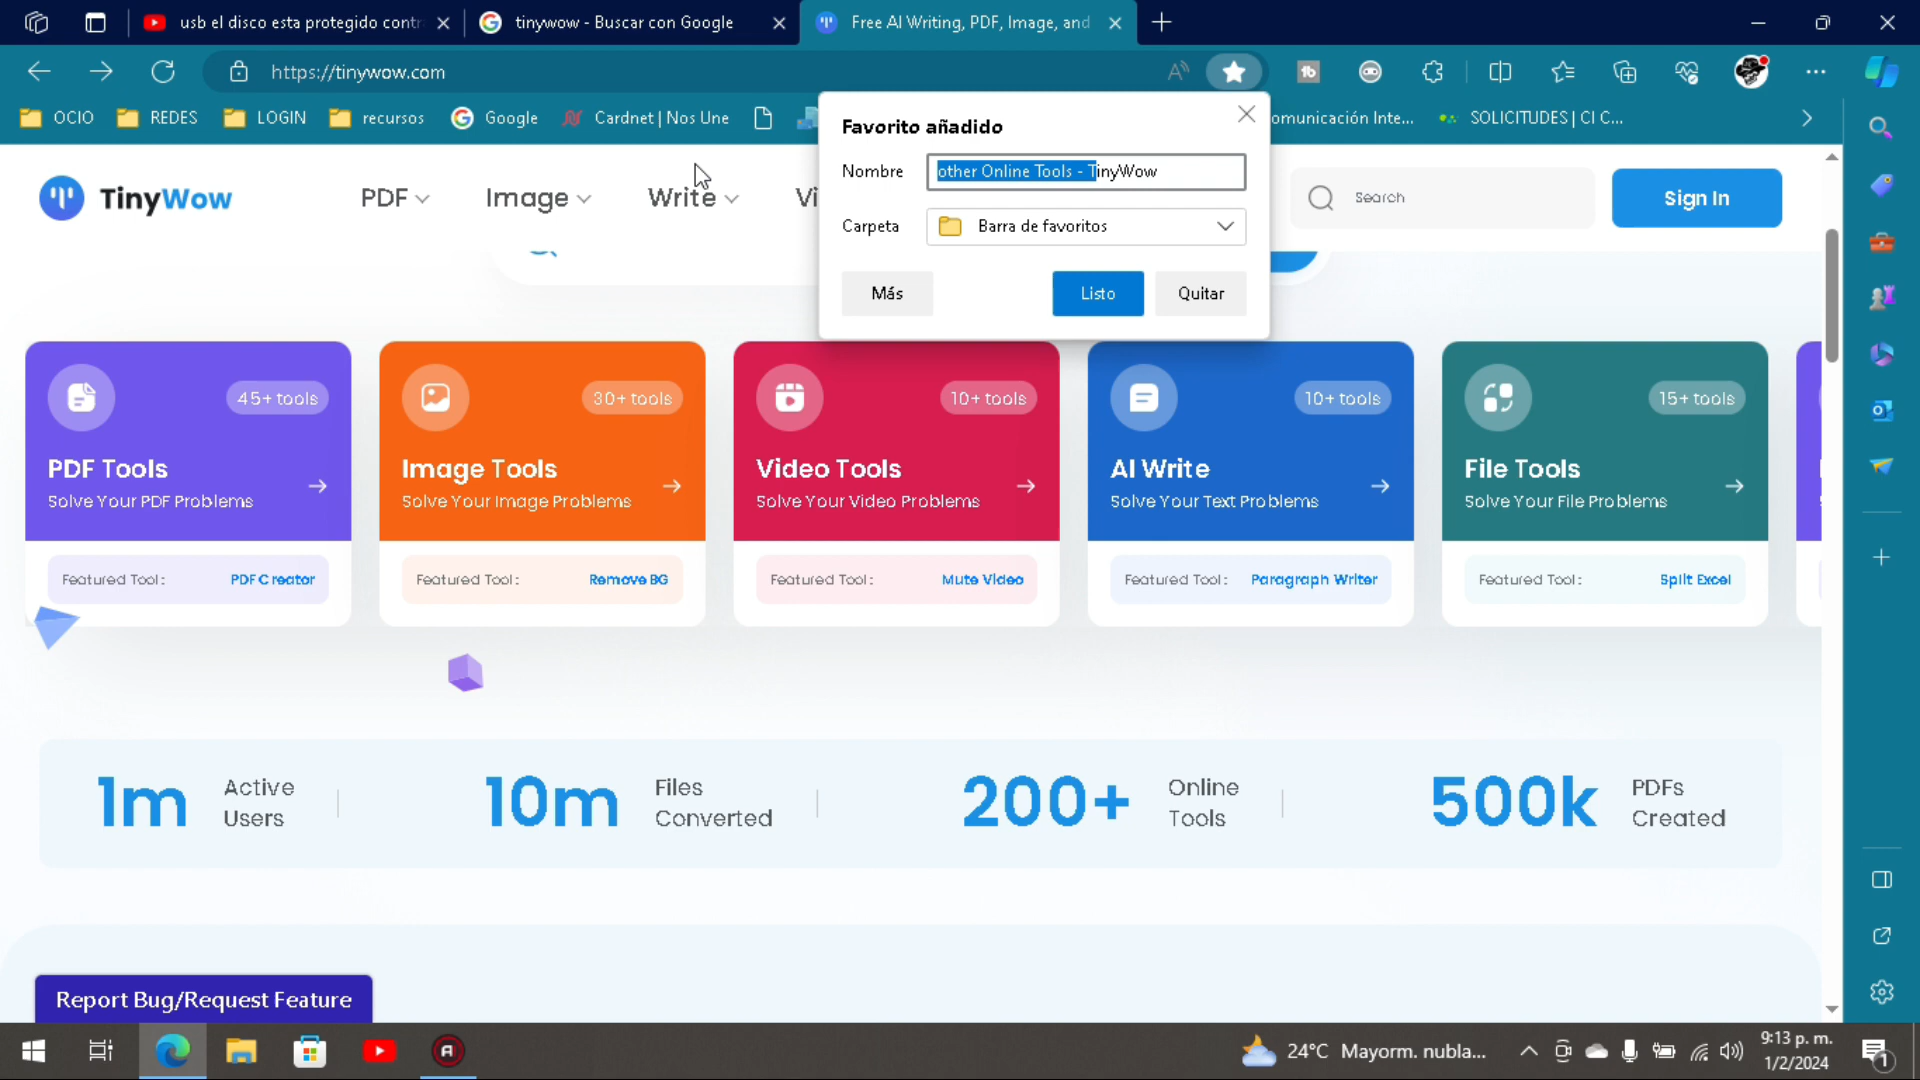 usb el disco esta protegido contr
tinywow - Buscar con Google
Free AI Writing, PDF, Image, and
https://tinywow.com
OCIO
REDES
LOGIN
recursos
Google
Cardnet | Nos Une
omunicación Inte...
SOLICITUDES | CI C...
Favorito añadido
Nombre
other Online Tools - TinyWow
Carpeta
Barra de favoritos
Más
Listo
Quitar
TinyWow
PDF
Image
Write
Vi
Search
Sign In
45+ tools
PDF Tools
Solve Your PDF Problems
Featured Tool:
PDF Creator
30+ tools
Image Tools
Solve Your Image Problems
Featured Tool:
Remove BG
10+ tools
Video Tools
Solve Your Video Problems
Featured Tool:
Mute Video
10+ tools
AI Write
Solve Your Text Problems
Featured Tool:
Paragraph Writer
15+ tools
File Tools
Solve Your File Problems
Featured Tool:
Split Excel
1m
Active
Users
10m
Files
Converted
200+
Online
Tools
500k
PDFs
Created
Report Bug/Request Feature
24°C Mayorm. nubla...
9:13 p. m.
1/2/2024
1